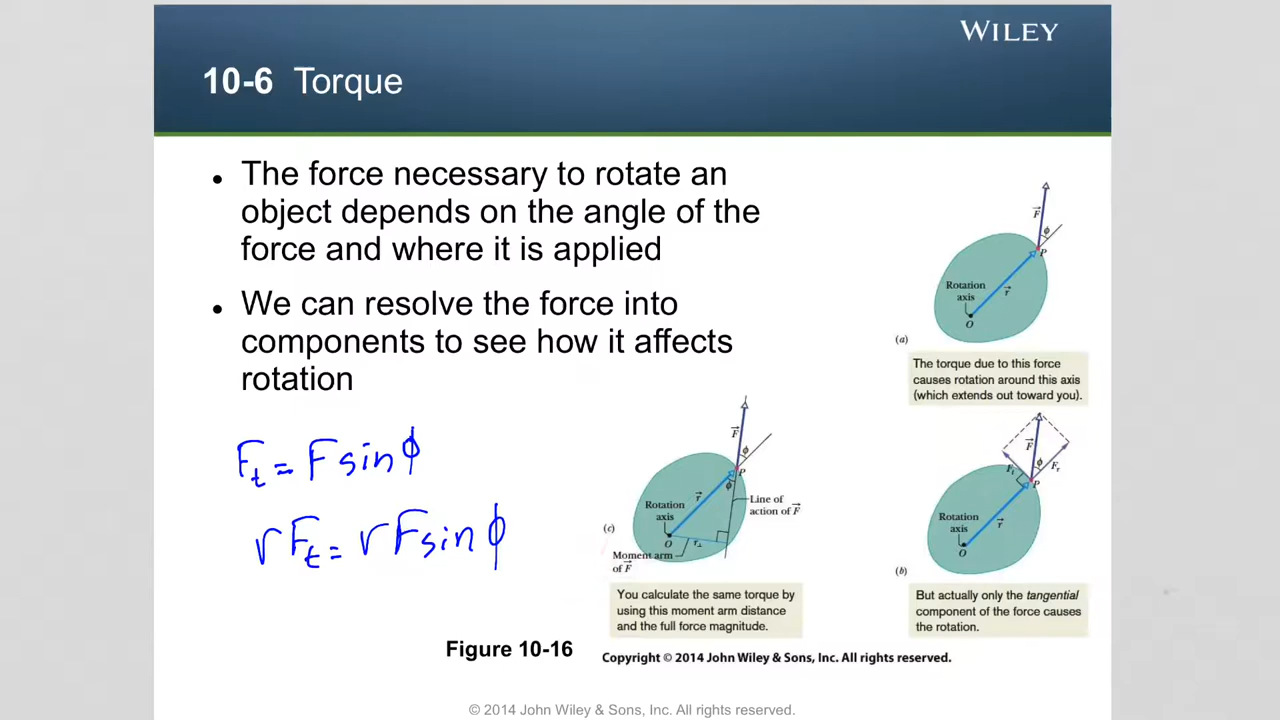 WILEY
10-6 Torque
• The force necessary to rotate an
object depends on the angle of the
force and where it is applied
• We can resolve the force into
components to see how it affects
rotation
F_t = F sin ϕ
r F_t = r F sin ϕ
F
ϕ
P
Rotation
axis
r
O
(a)
The torque due to this force
causes rotation around this axis
(which extends out toward you).
F
ϕ
P
ϕ
r
Rotation
axis
O
r⊥
Line of
action of F
(c)
Moment arm
of F
You calculate the same torque by
using this moment arm distance
and the full force magnitude.
F
F_t
ϕ
F_r
P
Rotation
axis
r
O
(b)
But actually only the tangential
component of the force causes
the rotation.
Figure 10-16
Copyright © 2014 John Wiley & Sons, Inc. All rights reserved.
© 2014 John Wiley & Sons, Inc. All rights reserved.